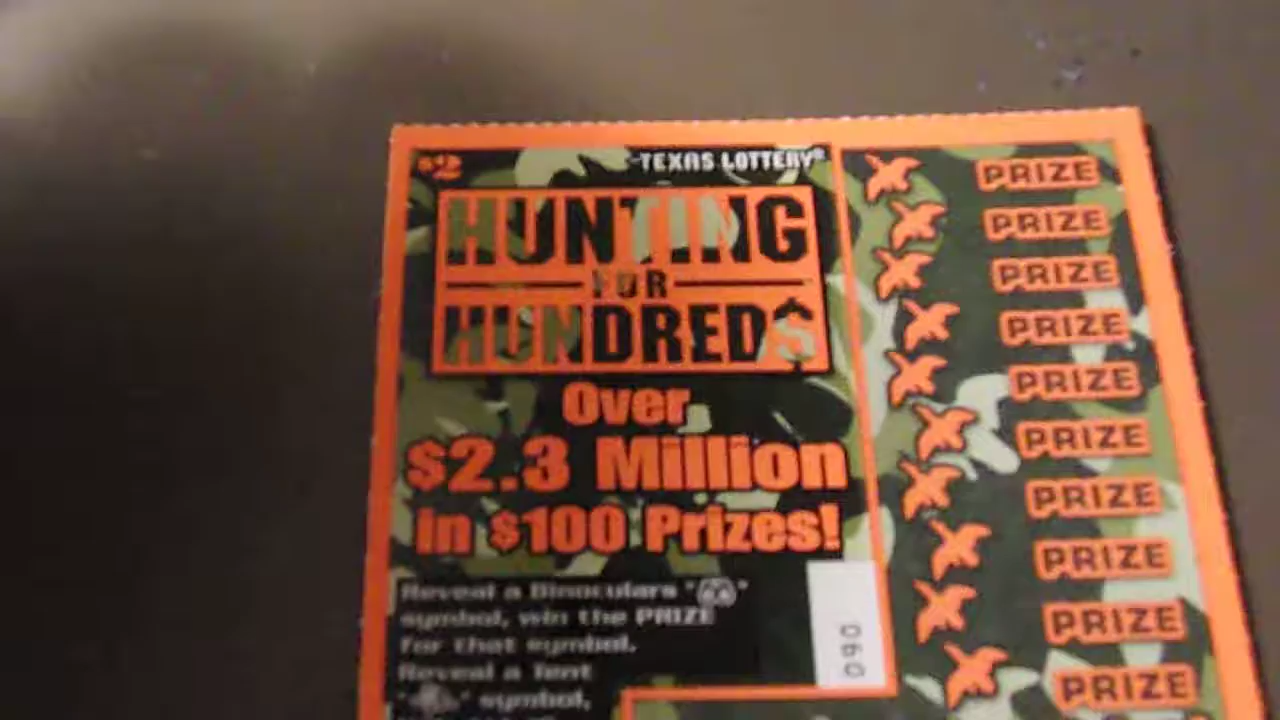 $2
TEXAS LOTTERY®
HUNTING
FOR
HUNDRED$
Over
$2.3 Million
in $100 Prizes!
Reveal a Binoculars " "
symbol, win the PRIZE
for that symbol.
Reveal a Tent
" " symbol,
060
PRIZE
PRIZE
PRIZE
PRIZE
PRIZE
PRIZE
PRIZE
PRIZE
PRIZE
PRIZE